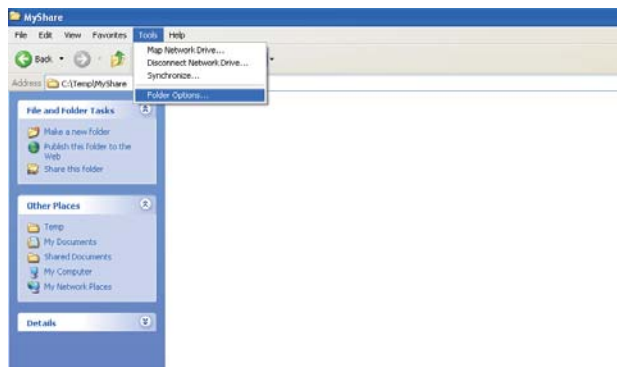 MyShare
File Edit View Favorites Tools Help
Back
Map Network Drive...
Disconnect Network Drive...
Synchronize...
Folder Options...
Address C:\Temp\MyShare
File and Folder Tasks
Make a new folder
Publish this folder to the
Web
Share this folder
Other Places
Temp
My Documents
Shared Documents
My Computer
My Network Places
Details